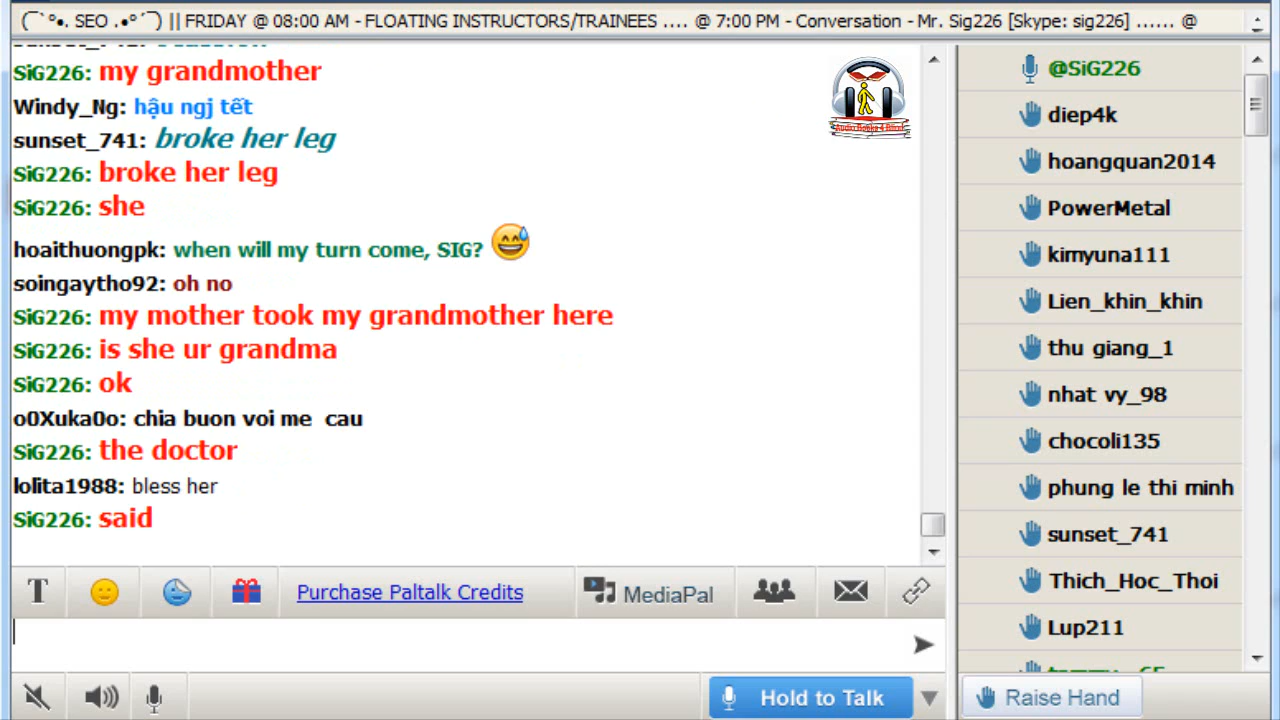 (¯`°•. SEO .•°´¯) || FRIDAY @ 08:00 AM - FLOATING INSTRUCTORS/TRAINEES .... @ 7:00 PM - Conversation - Mr. Sig226 [Skype: sig226] ...... @
SiG226: my grandmother
Windy_Ng: hậu ngị tết
sunset_741: broke her leg
SiG226: broke her leg
SiG226: she
hoaithuongpk: when will my turn come, SIG?
soingaytho92: oh no
SiG226: my mother took my grandmother here
SiG226: is she ur grandma
SiG226: ok
o0Xuka0o: chia buon voi me cau
SiG226: the doctor
lolita1988: bless her
SiG226: said
@SiG226
diep4k
hoangquan2014
PowerMetal
kimyuna111
Lien_khin_khin
thu giang_1
nhat vy_98
chocoli135
phung le thi minh
sunset_741
Thich_Hoc_Thoi
Lup211
T
Purchase Paltalk Credits
MediaPal
Hold to Talk
Raise Hand